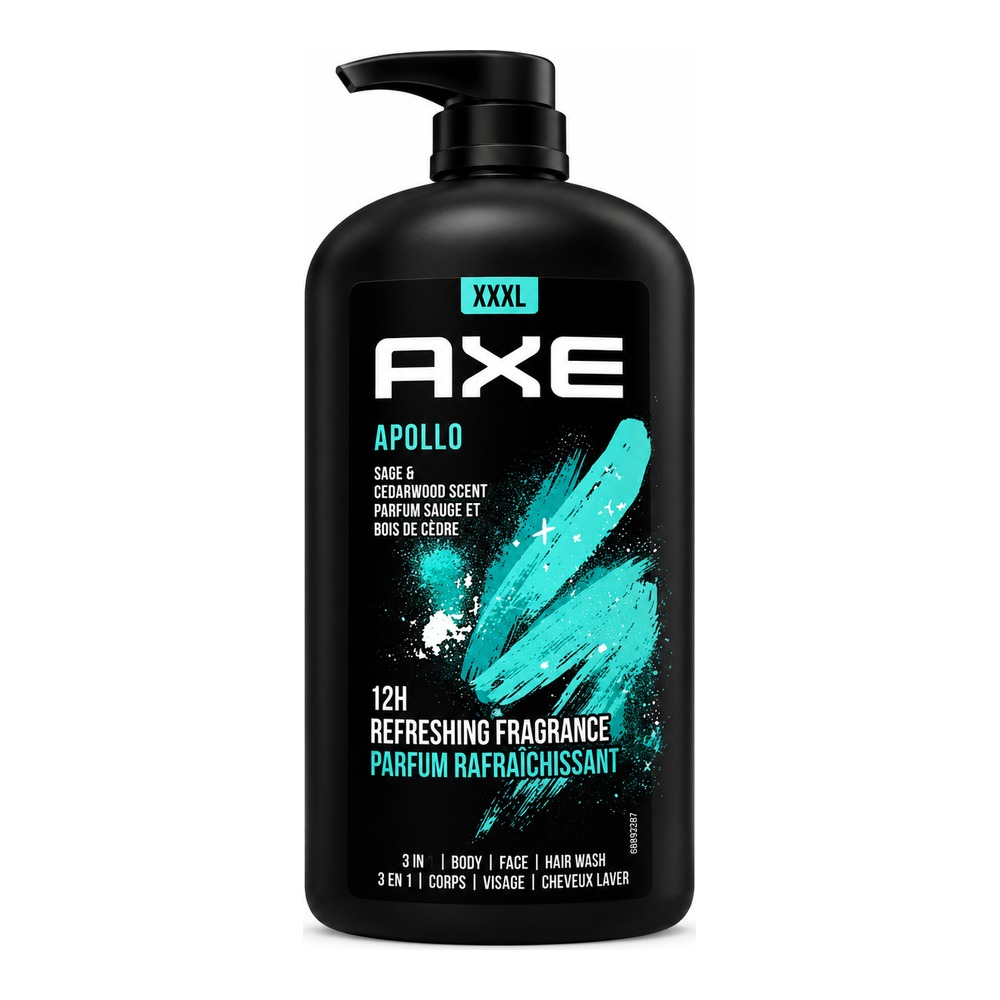 XXXL
AXE
APOLLO
SAGE &
CEDARWOOD SCENT
PARFUM SAUGE ET
BOIS DE CÈDRE
12H
REFRESHING FRAGRANCE
PARFUM RAFRAÎCHISSANT
68892287
3 IN 1 | BODY | FACE | HAIR WASH
3 EN 1 | CORPS | VISAGE | CHEVEUX LAVER